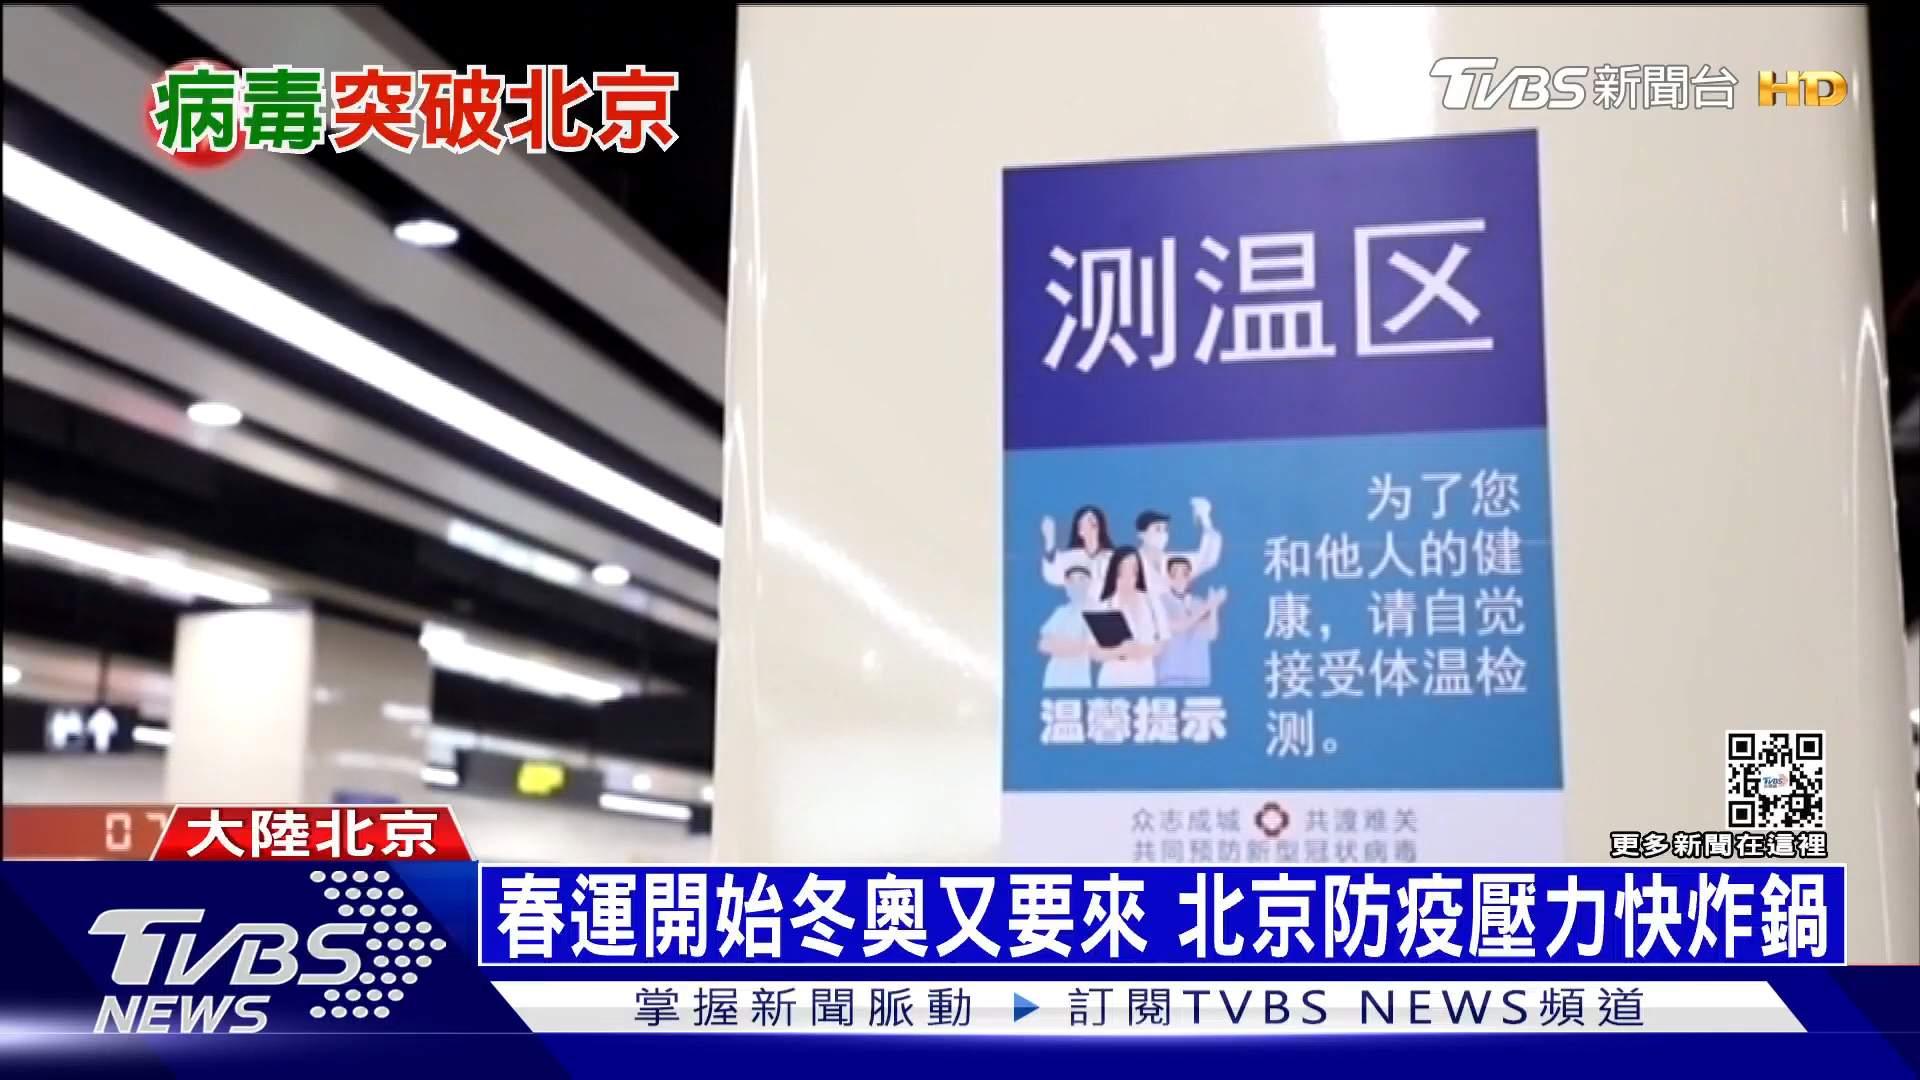 病毒突破北京
TVBS新聞台 HD
测温区
为了您
和他人的健
康，请自觉
接受体温检
测。
温馨提示
众志成城 共渡难关
共同预防新型冠状病毒
更多新聞在這裡
07
大陸北京
春運開始冬奧又要來 北京防疫壓力快炸鍋
TVBS
NEWS
掌握新聞脈動 ▶ 訂閱TVBS NEWS頻道